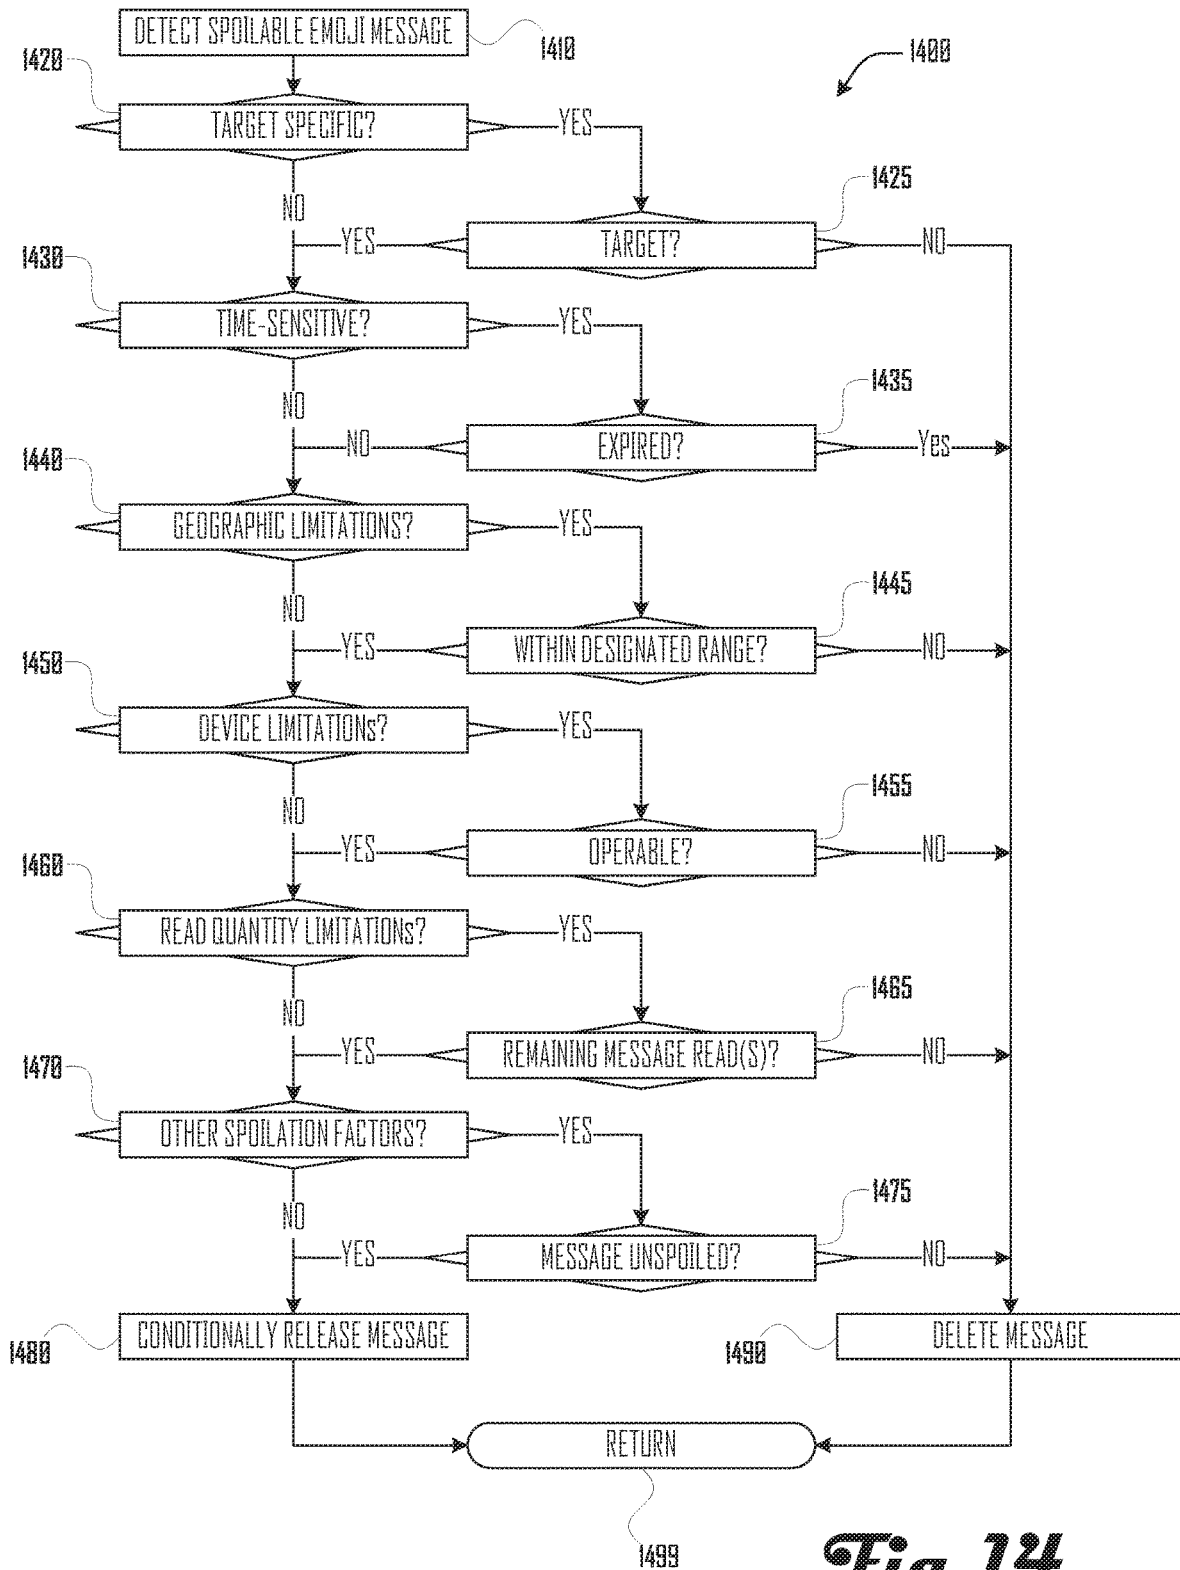 DETECT SPOILABLE EMOJI MESSAGE
1410
1400
1420
TARGET SPECIFIC?
YES
NO
1425
TARGET?
YES
NO
1430
TIME-SENSITIVE?
YES
NO
1435
EXPIRED?
NO
Yes
1440
GEOGRAPHIC LIMITATIONS?
YES
NO
1445
WITHIN DESIGNATED RANGE?
YES
NO
1450
DEVICE LIMITATIONs?
YES
NO
1455
OPERABLE?
YES
NO
1460
READ QUANTITY LIMITATIONs?
YES
NO
1465
REMAINING MESSAGE READ(S)?
YES
NO
1470
OTHER SPOILATION FACTORS?
YES
NO
1475
MESSAGE UNSPOILED?
YES
NO
CONDITIONALLY RELEASE MESSAGE
1480
DELETE MESSAGE
1490
RETURN
1499
Fig. 14